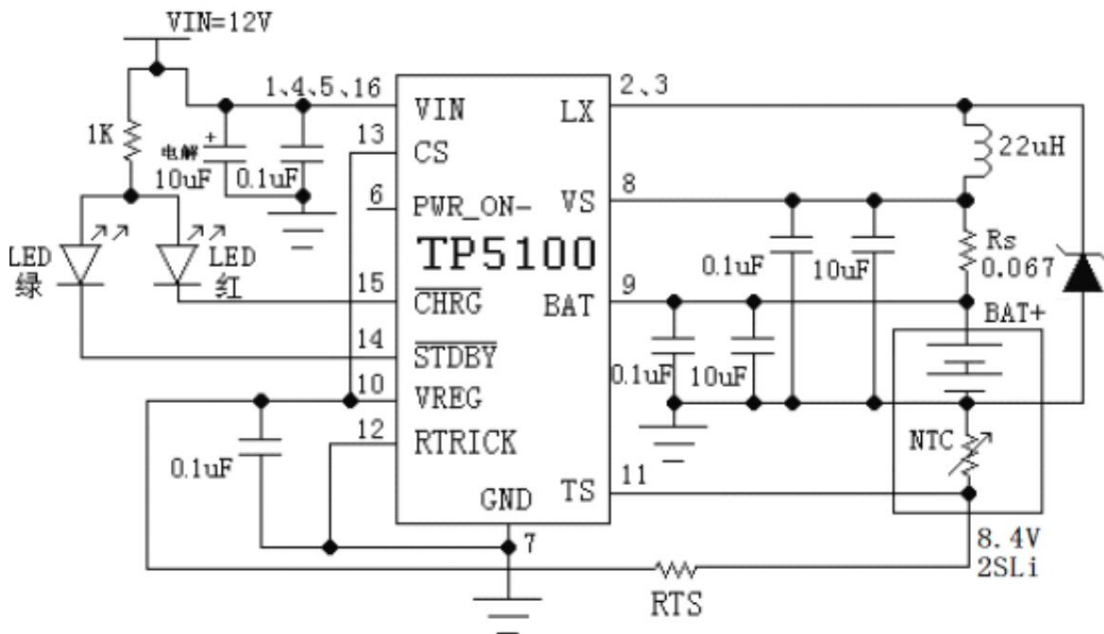 VIN=12V
1、4、5、16
2、3
VIN
LX
1K
电解
+
10uF
0.1uF
13
CS
22uH
6
PWR_ON-
8
VS
TP5100
Rs
0.067
0.1uF
10uF
LED
绿
LED
红
15
CHRG
BAT
9
BAT+
14
STDBY
0.1uF
10uF
10
VREG
12
RTRICK
NTC
0.1uF
11
TS
GND
7
8.4V
2SLi
RTS